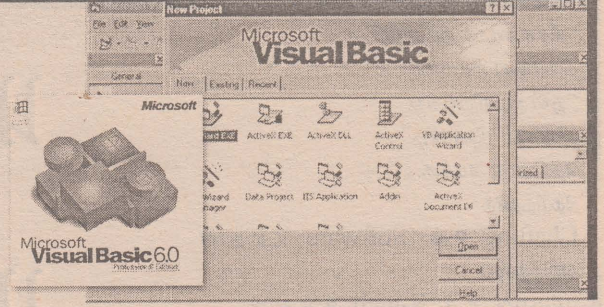 New Project
File Edit View
Microsoft
Visual Basic
General
New Existing Recent
Microsoft
ActiveX EXE ActiveX DLL ActiveX Control VB Application Wizard
Data Project IIS Application Addin ActiveX Document Dll
Microsoft
Visual Basic 6.0
Professional Edition
Open
Cancel
Help